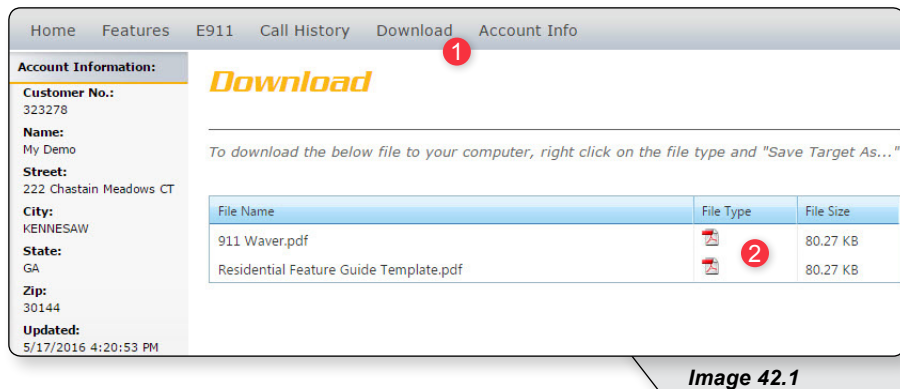 Home Features E911 Call History Download Account Info
1
Account Information:
Customer No.:
323278
Name:
My Demo
Street:
222 Chastain Meadows CT
City:
KENNESAW
State:
GA
Zip:
30144
Updated:
5/17/2016 4:20:53 PM
Download
To download the below file to your computer, right click on the file type and "Save Target As..."
File Name File Type File Size
911 Waver.pdf 80.27 KB
2
Residential Feature Guide Template.pdf 80.27 KB
Image 42.1